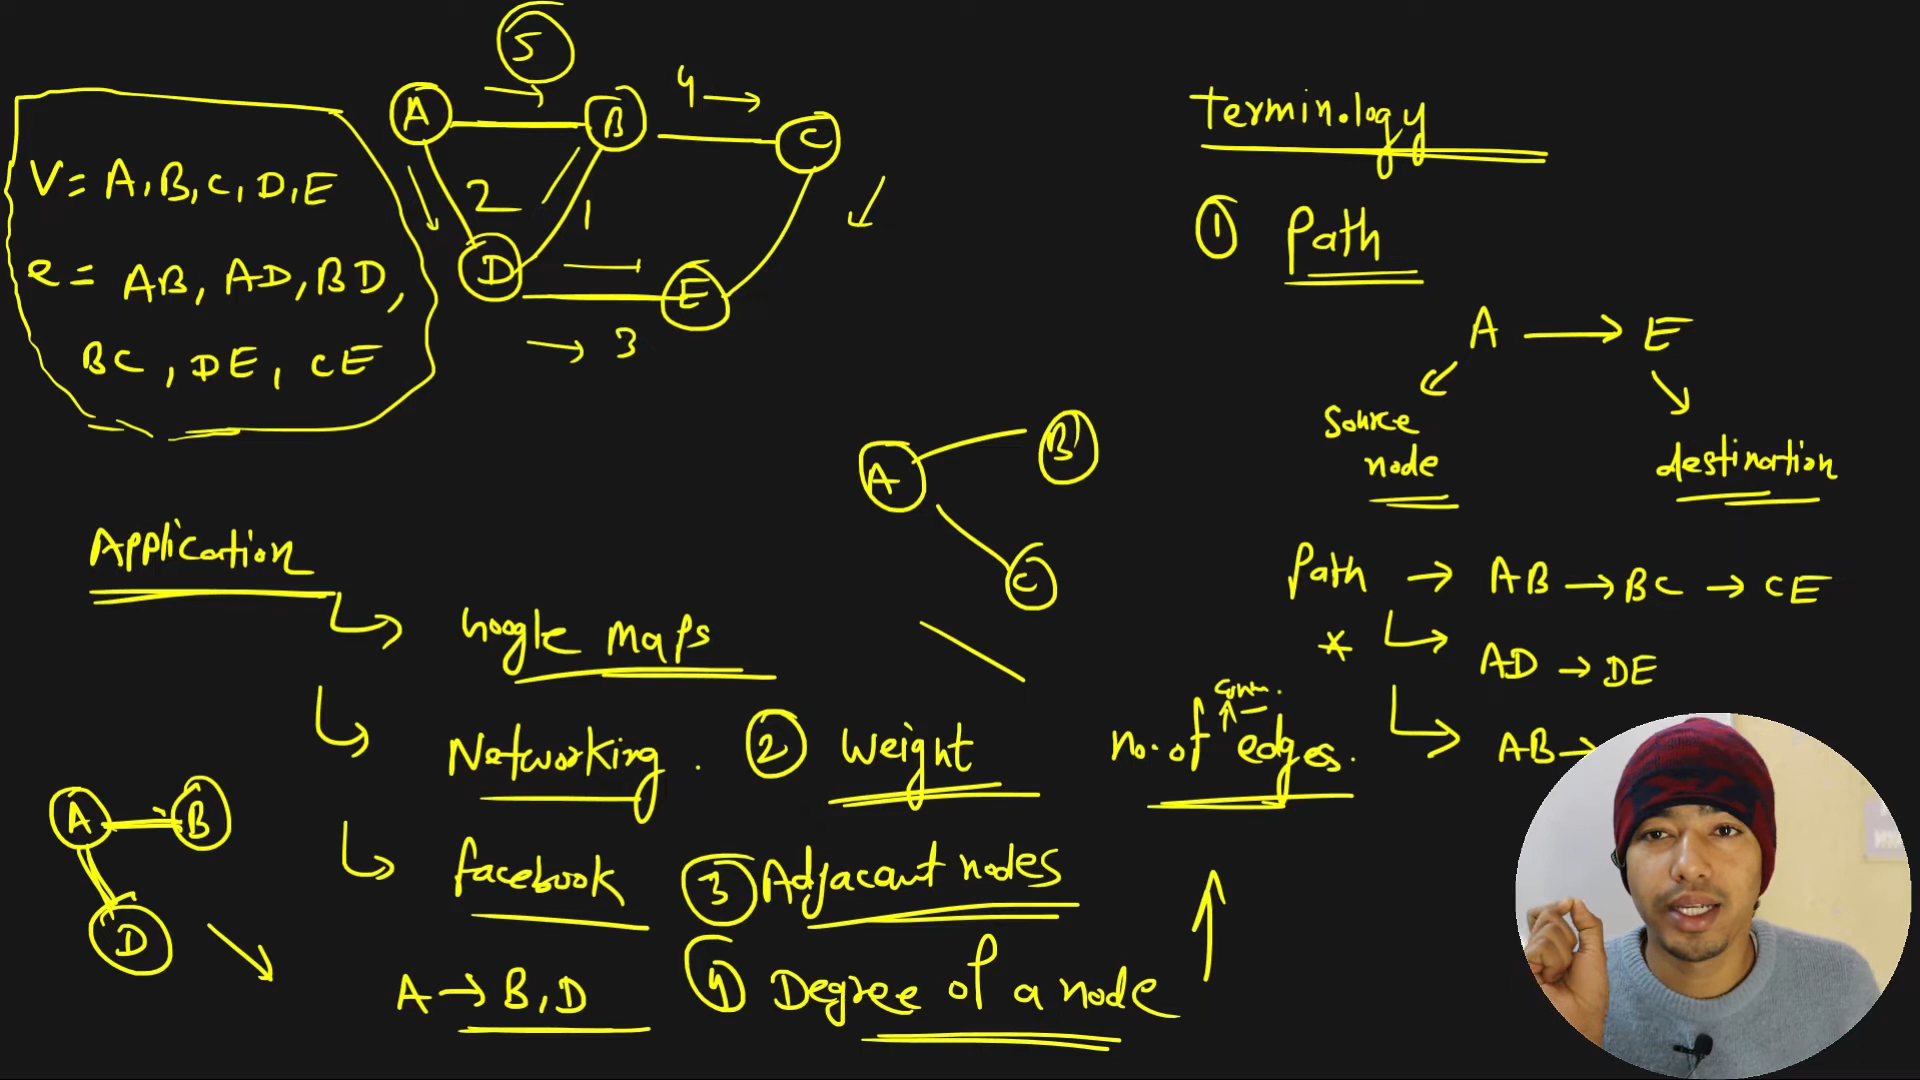 5
A B 4 C
V = A, B, C, D, E
2 1
D E
e = AB, AD, BD,
3
BC, DE, CE
Terminology
① Path
A → E
Source
node
destination
A B
C
Application
Google Maps
Networking.
facebook
A B
D
A → B, D
Path → AB → BC → CE
* AD → DE
AB →
② Weight
no. of edges.
③ Adjacant nodes
④ Degree of a node